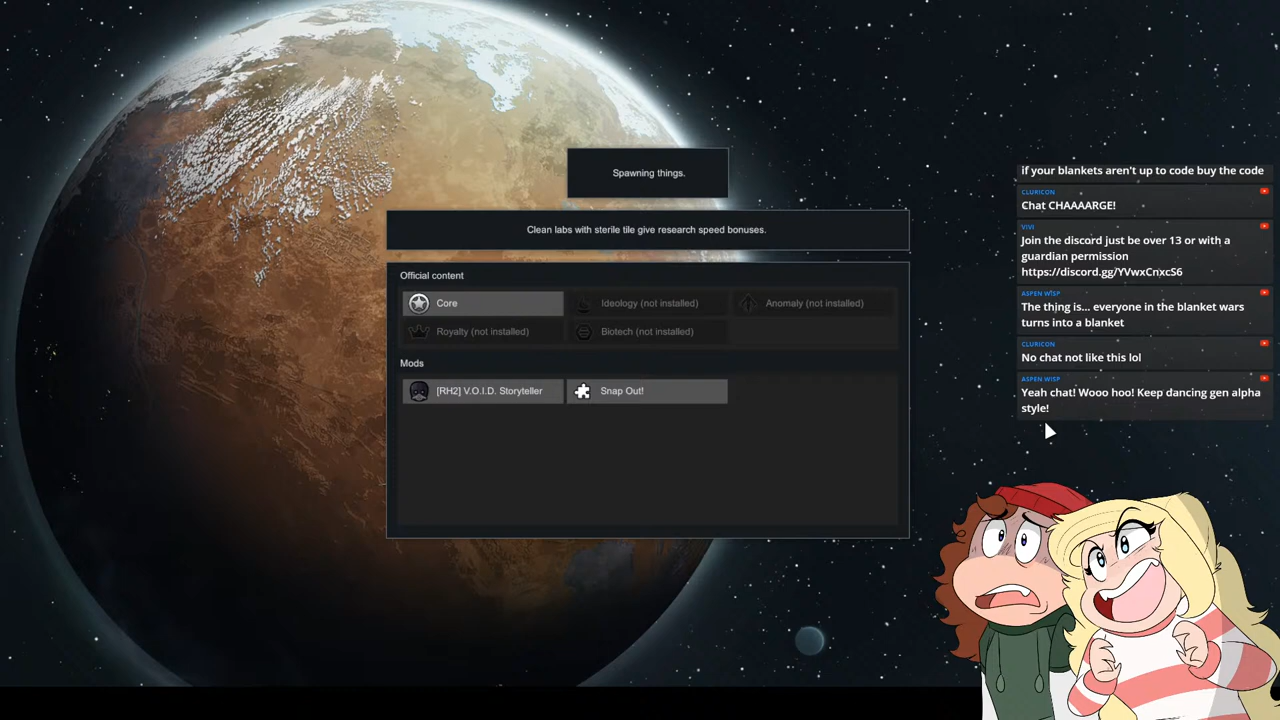 Spawning things.
Clean labs with sterile tile give research speed bonuses.
Official content
Core
Ideology (not installed)
Anomaly (not installed)
Royalty (not installed)
Biotech (not installed)
Mods
[RH2] V.O.I.D. Storyteller
Snap Out!
if your blankets aren't up to code buy the code
CLURICON
Chat CHAAAARGE!
VIVI
Join the discord just be over 13 or with a
guardian permission
https://discord.gg/YVwxCnxcS6
ASPEN WISP
The thing is... everyone in the blanket wars
turns into a blanket
CLURICON
No chat not like this lol
ASPEN WISP
Yeah chat! Wooo hoo! Keep dancing gen alpha
style!